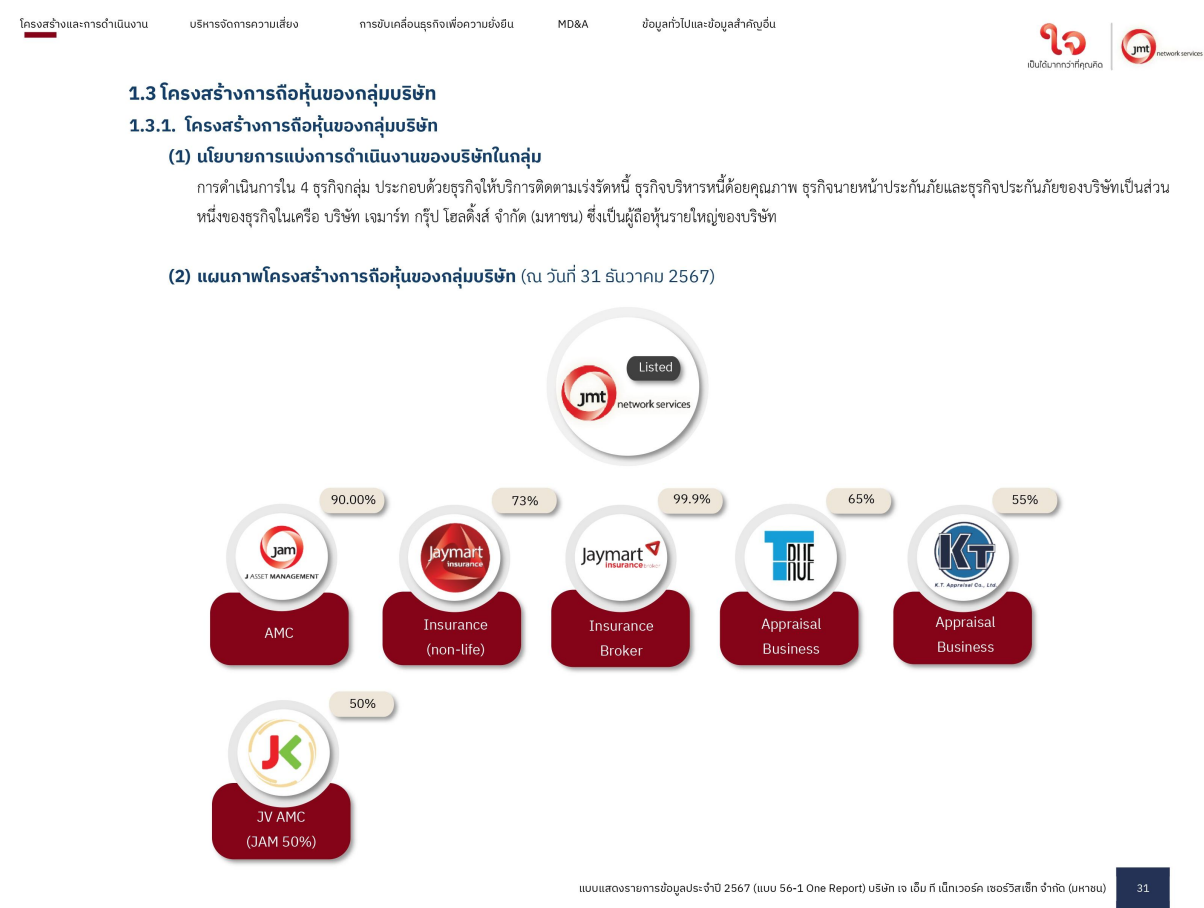 โครงสร้างและการดำเนินงาน บริหารจัดการความเสี่ยง การขับเคลื่อนธุรกิจเพื่อความยั่งยืน MD&A ข้อมูลทั่วไปและข้อมูลสำคัญอื่น
ใจ
เป็นได้มากกว่าที่คุณคิด
jmt network services
1.3 โครงสร้างการถือหุ้นของกลุ่มบริษัท
1.3.1. โครงสร้างการถือหุ้นของกลุ่มบริษัท
(1) นโยบายการแบ่งการดำเนินงานของบริษัทในกลุ่ม
การดำเนินการใน 4 ธุรกิจกลุ่ม ประกอบด้วยธุรกิจให้บริการติดตามเร่งรัดหนี้ ธุรกิจบริหารหนี้ด้อยคุณภาพ ธุรกิจนายหน้าประกันภัยและธุรกิจประกันภัยของบริษัทเป็นส่วน
หนึ่งของธุรกิจในเครือ บริษัท เจมาร์ท กรุ๊ป โฮลดิ้งส์ จำกัด (มหาชน) ซึ่งเป็นผู้ถือหุ้นรายใหญ่ของบริษัท
(2) แผนภาพโครงสร้างการถือหุ้นของกลุ่มบริษัท (ณ วันที่ 31 ธันวาคม 2567)
Listed
jmt network services
90.00% 73% 99.9% 65% 55%
jam
J ASSET MANAGEMENT
Jaymart
insurance
Jaymart
insurance broker
TRUE
K.T. Appraisal Co., Ltd.
AMC
Insurance
(non-life)
Insurance
Broker
Appraisal
Business
Appraisal
Business
50%
JK
JV AMC
(JAM 50%)
แบบแสดงรายการข้อมูลประจำปี 2567 (แบบ 56-1 One Report) บริษัท เจ เอ็ม ที เน็ทเวอร์ค เซอร์วิสเซ็ท จำกัด (มหาชน) 31